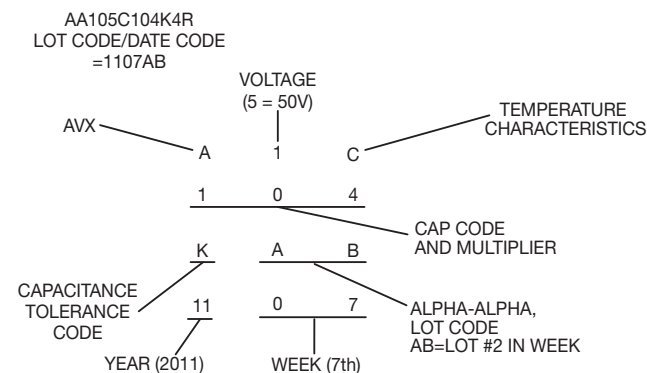 AA105C104K4R
LOT CODE/DATE CODE
=1107AB
VOLTAGE
(5 = 50V)
AVX
TEMPERATURE
CHARACTERISTICS
A 1 C
1 0 4
CAP CODE
AND MULTIPLIER
K A B
CAPACITANCE
TOLERANCE
CODE
11 0 7
ALPHA-ALPHA,
LOT CODE
AB=LOT #2 IN WEEK
YEAR (2011) WEEK (7th)